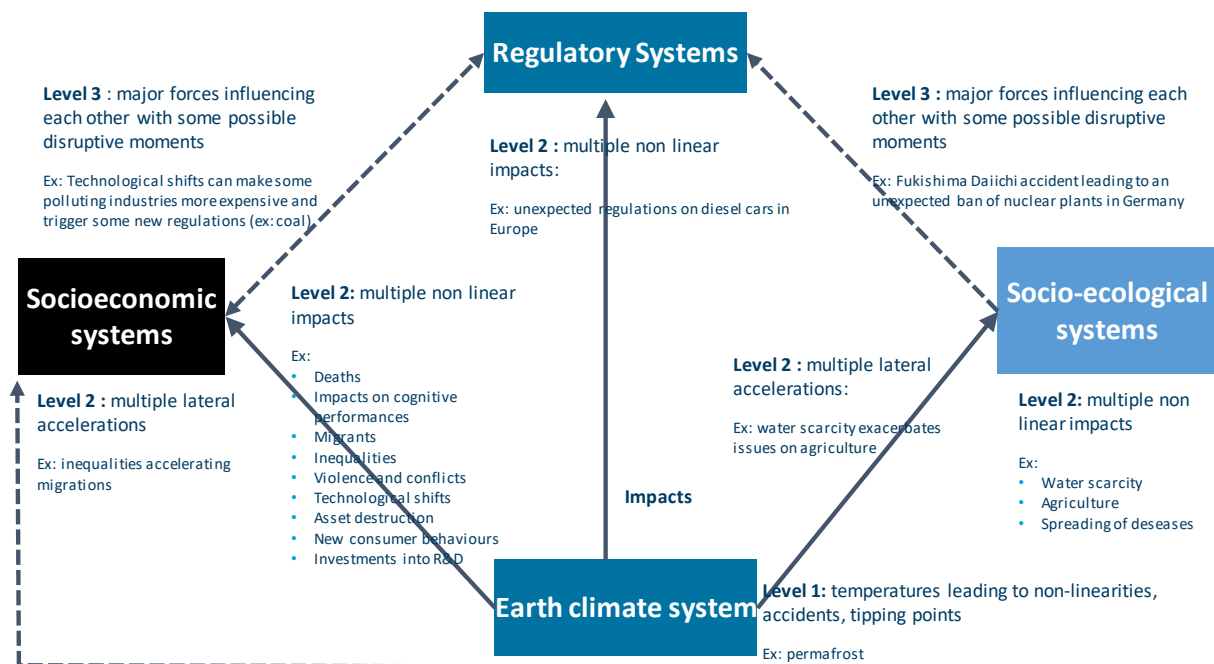 Regulatory Systems
Level 3 : major forces influencing
each other with some possible
disruptive moments
Ex: Technological shifts can make some
polluting industries more expensive and
trigger some new regulations (ex: coal)
Level 2 : multiple non linear
impacts:
Ex: unexpected regulations on diesel cars in
Europe
Level 3 : major forces influencing each
other with some possible disruptive
moments
Ex: Fukishima Daiichi accident leading to an
unexpected ban of nuclear plants in Germany
Socioeconomic
systems
Level 2: multiple non linear
impacts
Ex:
• Deaths
• Impacts on cognitive
performances
• Migrants
• Inequalities
• Violence and conflicts
• Technological shifts
• Asset destruction
• New consumer behaviours
• Investments into R&D
Socio-ecological
systems
Level 2 : multiple lateral
accelerations
Ex: inequalities accelerating
migrations
Level 2 : multiple lateral
accelerations:
Ex: water scarcity exacerbates
issues on agriculture
Level 2: multiple non
linear impacts
Ex:
• Water scarcity
• Agriculture
• Spreading of deseases
Impacts
Earth climate system
Level 1: temperatures leading to non-linearities,
accidents, tipping points
Ex: permafrost